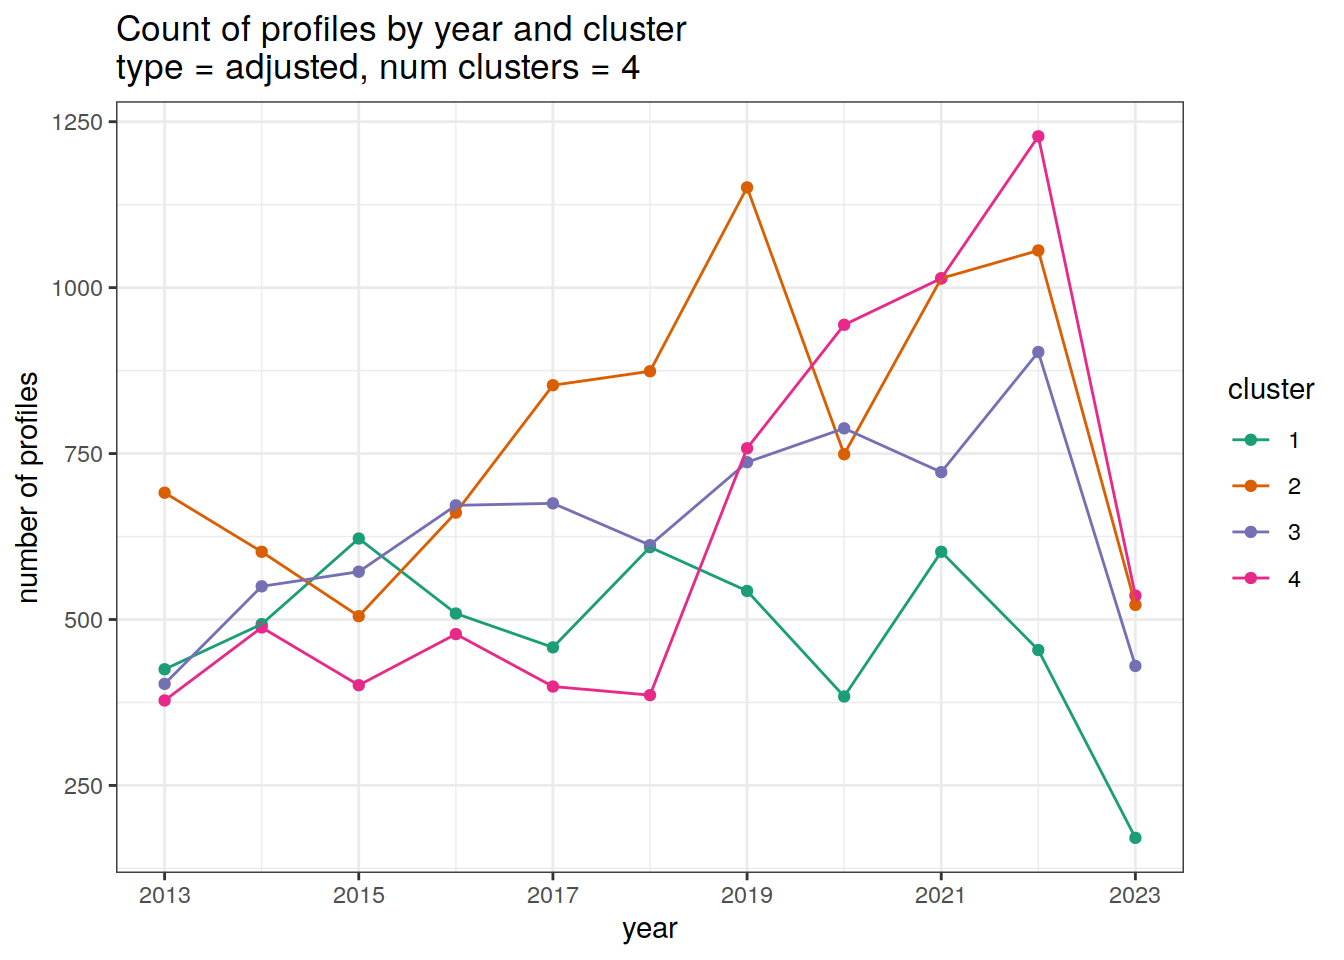 Count of profiles by year and cluster
type = adjusted, num clusters = 4
1250
1000
750
500
250
number of profiles
2013 2015 2017 2019 2021 2023
year
cluster
1
2
3
4